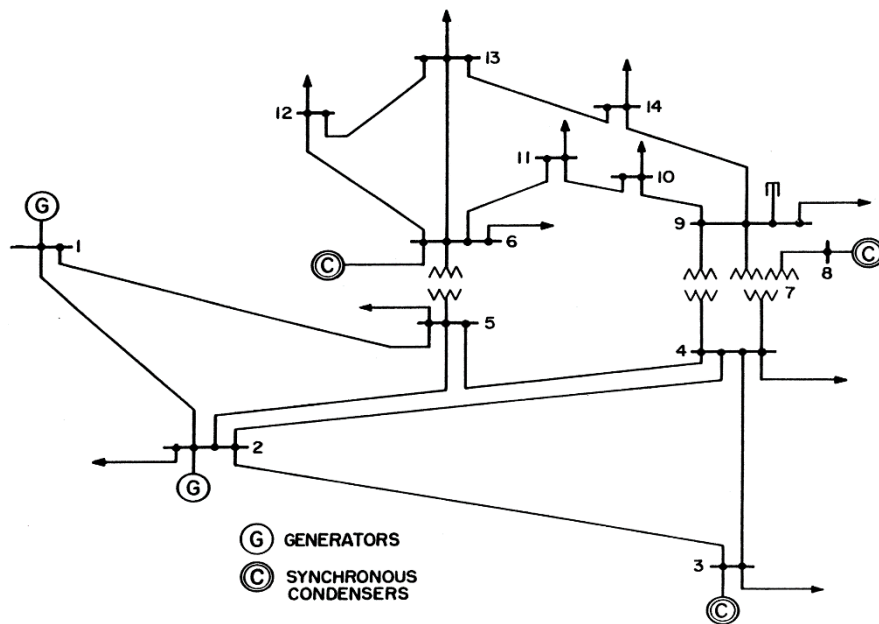 13
12
14
11
10
G
1
6
9
C
8
C
7
5
4
2
G
G GENERATORS
C SYNCHRONOUS
CONDENSERS
3
C